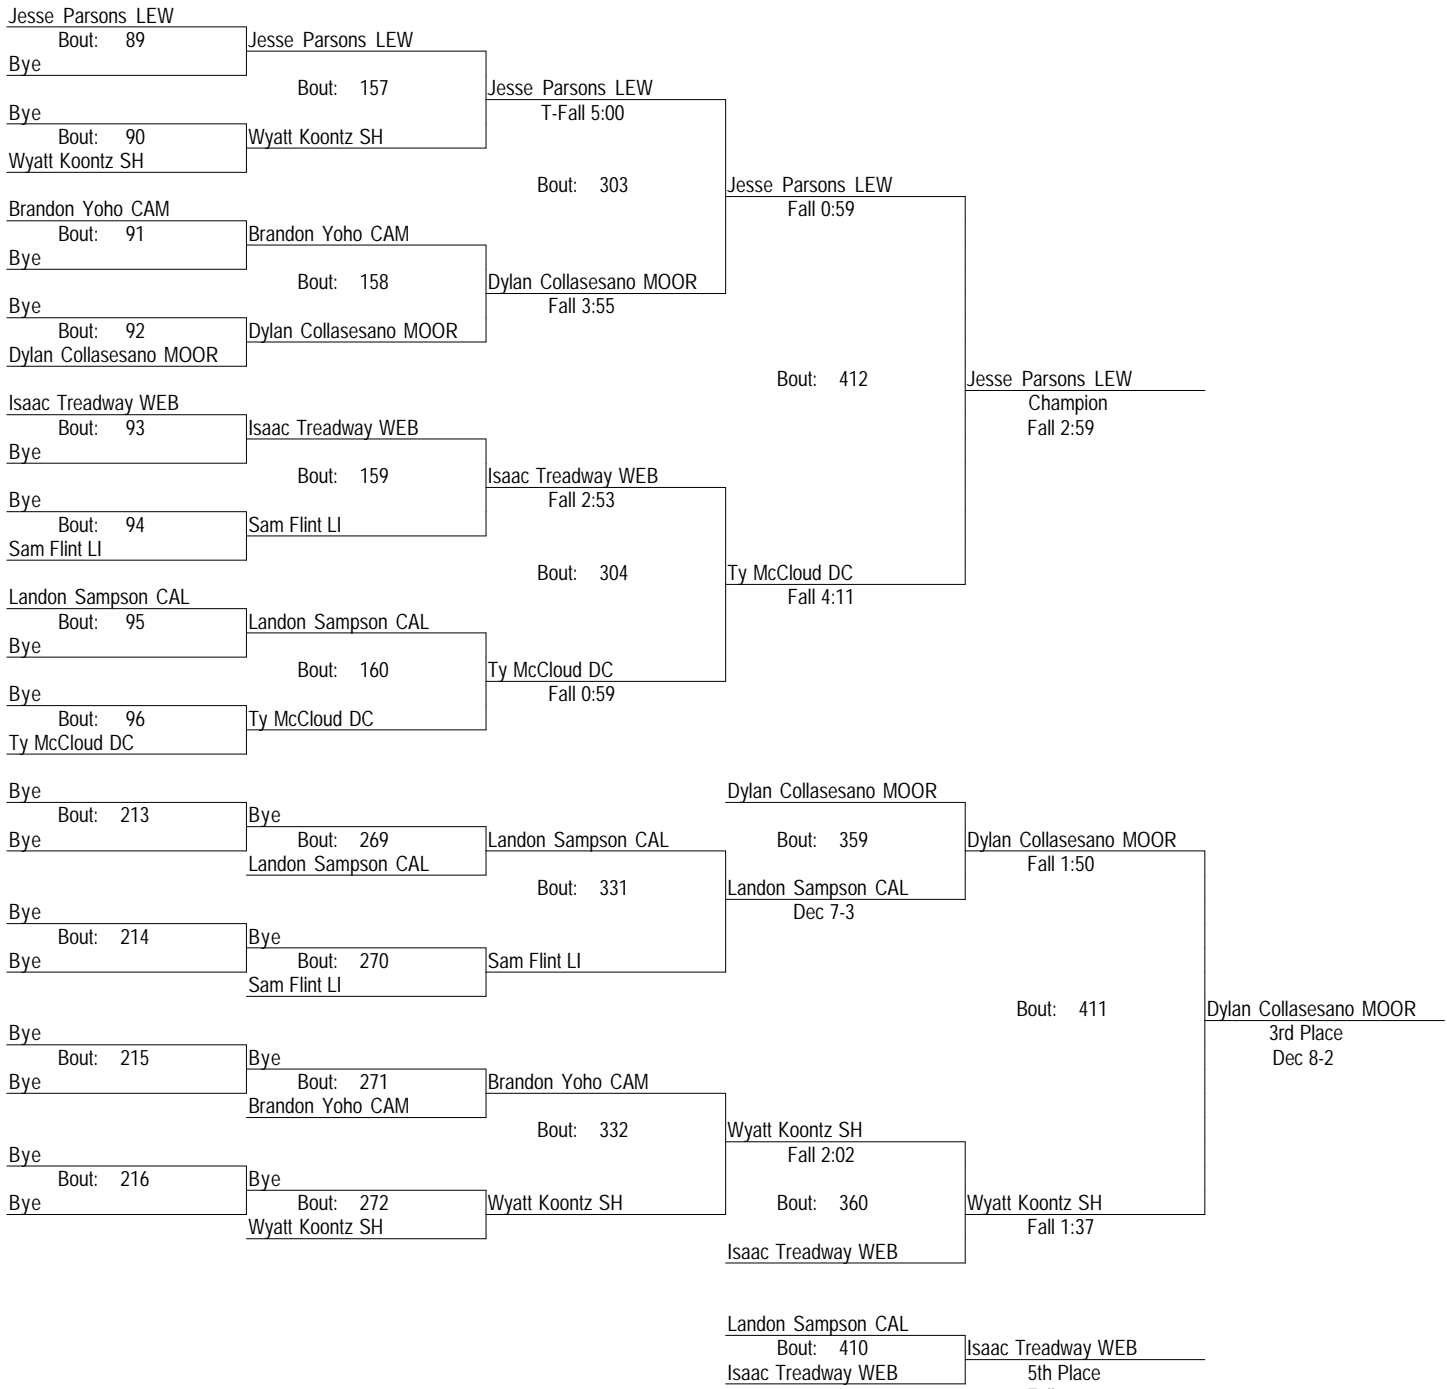 Jesse Parsons LEW
Bout: 89
Bye
Jesse Parsons LEW
Bout: 157
Bye
Bout: 90
Wyatt Koontz SH
Wyatt Koontz SH
Jesse Parsons LEW
T-Fall 5:00
Bout: 303
Brandon Yoho CAM
Bout: 91
Bye
Brandon Yoho CAM
Bout: 158
Bye
Bout: 92
Dylan Collasesano MOOR
Dylan Collasesano MOOR
Dylan Collasesano MOOR
Fall 3:55
Jesse Parsons LEW
Fall 0:59
Bout: 412
Isaac Treadway WEB
Bout: 93
Bye
Isaac Treadway WEB
Bout: 159
Bye
Bout: 94
Sam Flint LI
Sam Flint LI
Isaac Treadway WEB
Fall 2:53
Bout: 304
Landon Sampson CAL
Bout: 95
Bye
Landon Sampson CAL
Bout: 160
Bye
Bout: 96
Ty McCloud DC
Ty McCloud DC
Ty McCloud DC
Fall 0:59
Ty McCloud DC
Fall 4:11
Jesse Parsons LEW
Champion
Fall 2:59
Bye
Bout: 213
Bye
Bye
Bout: 269
Landon Sampson CAL
Landon Sampson CAL
Bout: 331
Bye
Bout: 214
Bye
Bye
Bout: 270
Sam Flint LI
Sam Flint LI
Dylan Collasesano MOOR
Bout: 359
Landon Sampson CAL
Dec 7-3
Dylan Collasesano MOOR
Fall 1:50
Bout: 411
Bye
Bout: 215
Bye
Bye
Bout: 271
Brandon Yoho CAM
Brandon Yoho CAM
Bout: 332
Bye
Bout: 216
Bye
Bye
Bout: 272
Wyatt Koontz SH
Wyatt Koontz SH
Wyatt Koontz SH
Fall 2:02
Bout: 360
Isaac Treadway WEB
Wyatt Koontz SH
Fall 1:37
Dylan Collasesano MOOR
3rd Place
Dec 8-2
Landon Sampson CAL
Bout: 410
Isaac Treadway WEB
Isaac Treadway WEB
5th Place